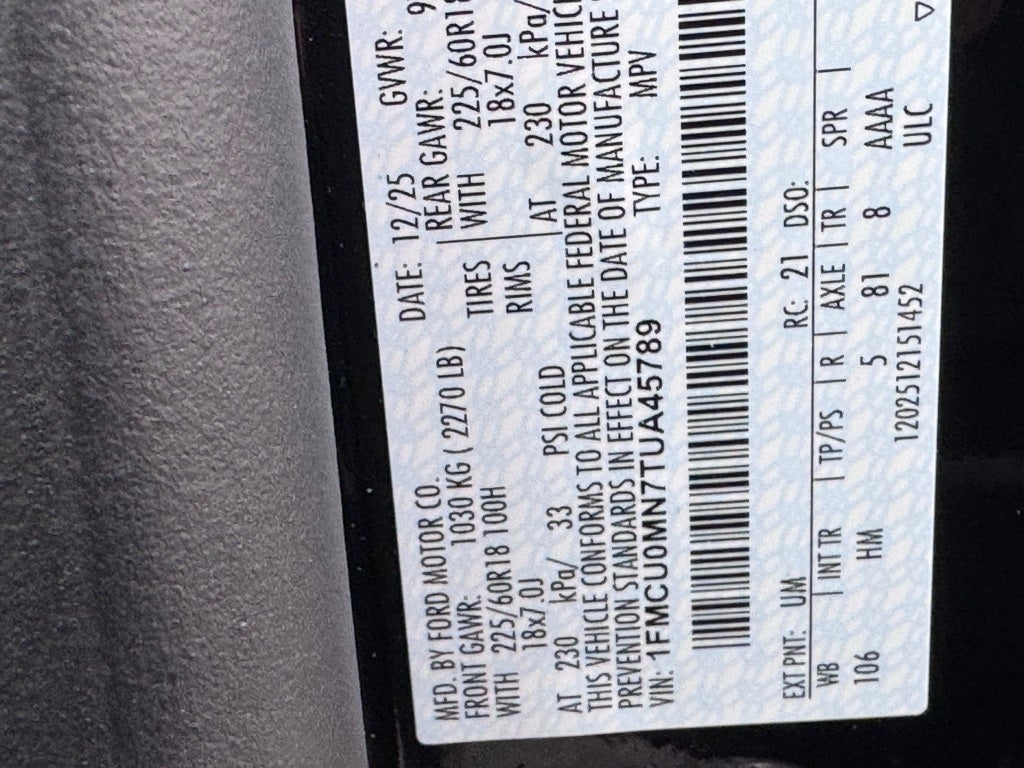 MFD. BY FORD MOTOR CO. DATE: 12/25 GVWR: 9
FRONT GAWR: 1030 KG ( 2270 LB) REAR GAWR:
WITH 225/60R18 100H TIRES WITH 225/60R18
18x7.0J RIMS 18x7.0J
AT 230 kPa/ 33 PSI COLD AT 230 kPa/
THIS VEHICLE CONFORMS TO ALL APPLICABLE FEDERAL MOTOR VEHICL
PREVENTION STANDARDS IN EFFECT ON THE DATE OF MANUFACTURE
VIN: 1FMCU0MN7TUA45789 TYPE: MPV
EXT PNT: UM RC: 21 DSO:
WB | INT TR | TP/PS | R | AXLE | TR | SPR |
106 HM 5 81 8 AAAA
1202512151452 ULC